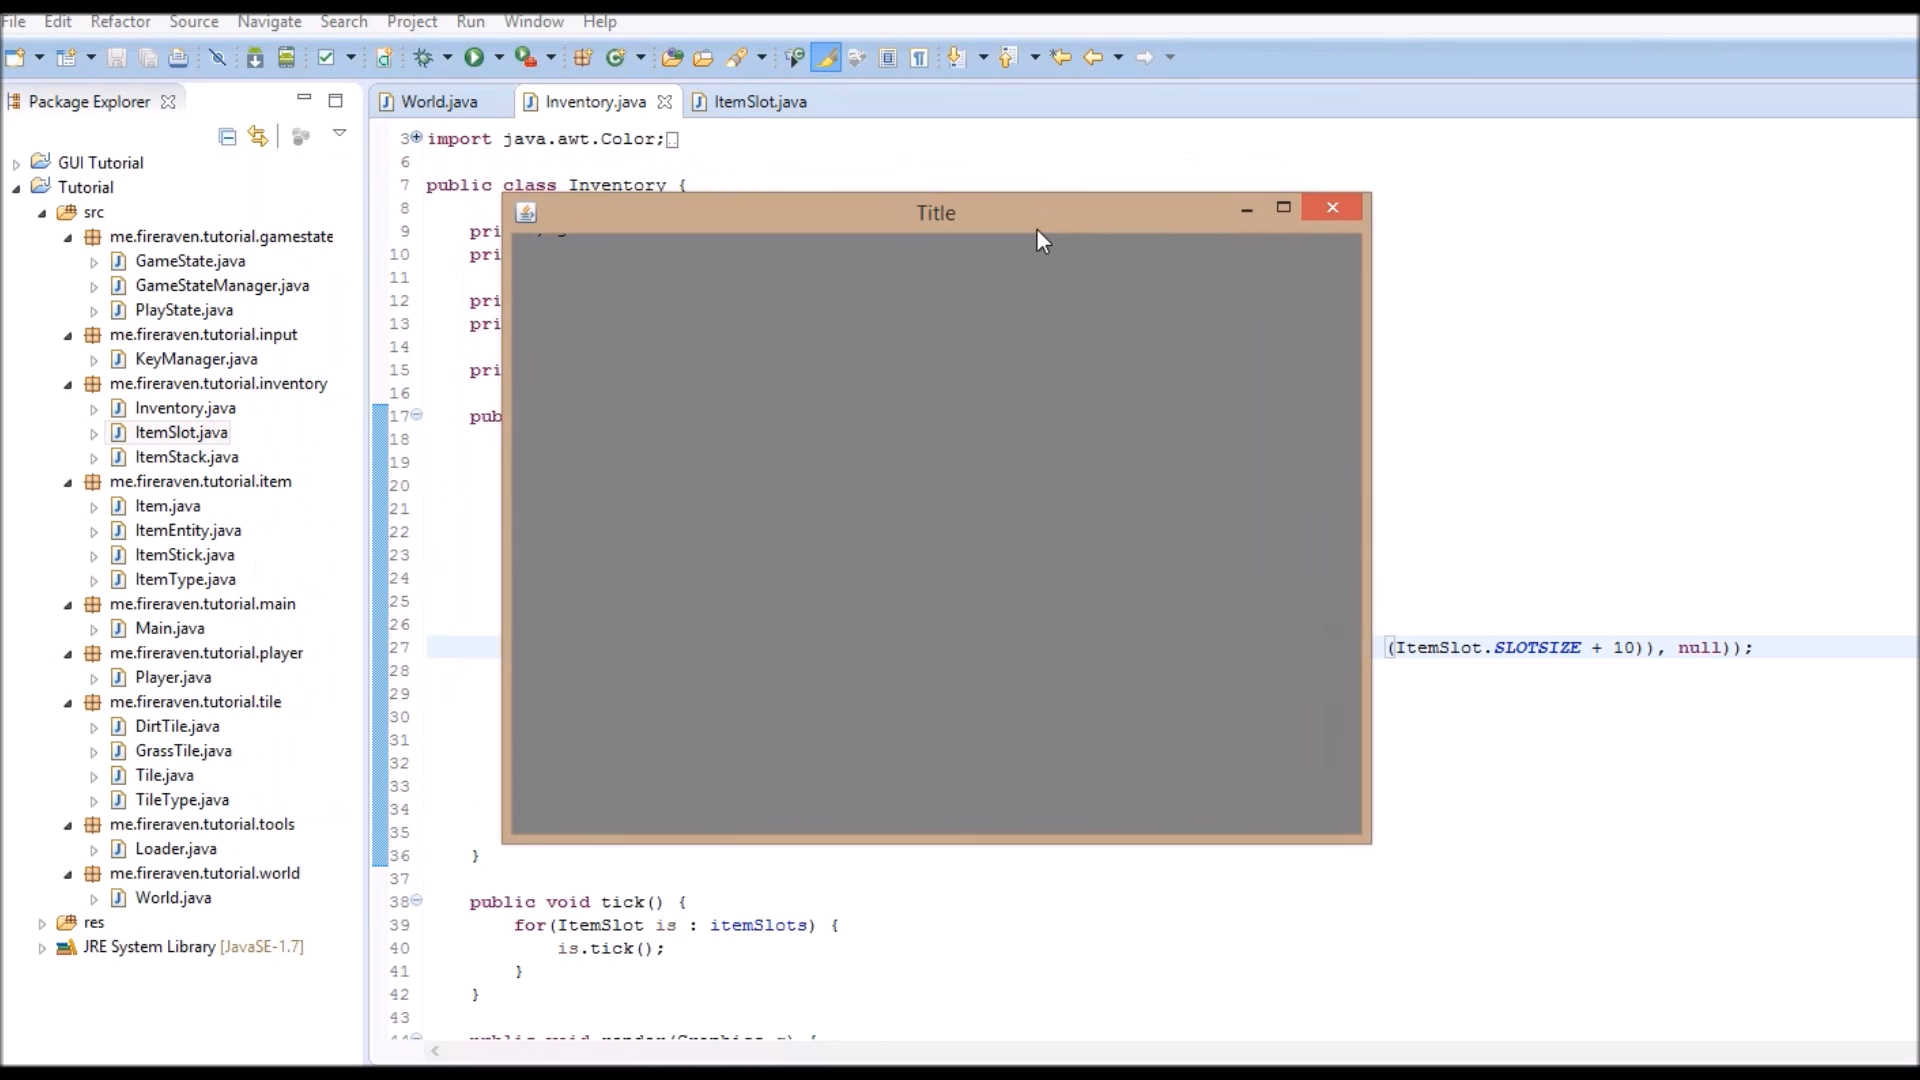 File Edit Refactor Source Navigate Search Project Run Window Help
Package Explorer
World.java Inventory.java ItemSlot.java
GUI Tutorial
Tutorial
src
me.fireraven.tutorial.gamestate
GameState.java
GameStateManager.java
PlayState.java
me.fireraven.tutorial.input
KeyManager.java
me.fireraven.tutorial.inventory
Inventory.java
ItemSlot.java
ItemStack.java
me.fireraven.tutorial.item
Item.java
ItemEntity.java
ItemStick.java
ItemType.java
me.fireraven.tutorial.main
Main.java
me.fireraven.tutorial.player
Player.java
me.fireraven.tutorial.tile
DirtTile.java
GrassTile.java
Tile.java
TileType.java
me.fireraven.tutorial.tools
Loader.java
me.fireraven.tutorial.world
World.java
res
JRE System Library [JavaSE-1.7]
3 import java.awt.Color;
6
7 public class Inventory {
8
Title
9 pri
10 pri
11
12 pri
13 pri
14
15 pri
16
17 pub
18
19
20
21
22
23
24
25
26
27 (ItemSlot.SLOTSIZE + 10)), null));
28
29
30
31
32
33
34
35
36 }
37
38 public void tick() {
39 for(ItemSlot is : itemSlots) {
40 is.tick();
41 }
42 }
43